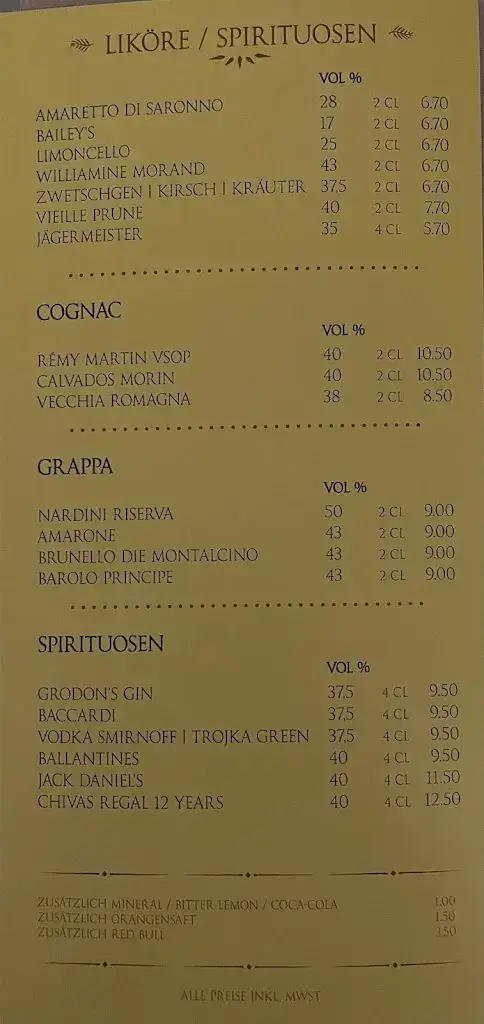 LIKÖRE / SPIRITUOSEN
VOL %
AMARETTO DI SARONNO 28 2 CL 6.70
BAILEY'S 17 2 CL 6.70
LIMONCELLO 25 2 CL 6.70
WILLIAMINE MORAND 43 2 CL 6.70
ZWETSCHGEN | KIRSCH | KRÄUTER 37,5 2 CL 6.70
VIEILLE PRUNE 40 2 CL 7.70
JÄGERMEISTER 35 4 CL 5.70
COGNAC
VOL %
RÉMY MARTIN VSOP 40 2 CL 10.50
CALVADOS MORIN 40 2 CL 10.50
VECCHIA ROMAGNA 38 2 CL 8.50
GRAPPA
VOL %
NARDINI RISERVA 50 2 CL 9.00
AMARONE 43 2 CL 9.00
BRUNELLO DIE MONTALCINO 43 2 CL 9.00
BAROLO PRINCIPE 43 2 CL 9.00
SPIRITUOSEN
VOL %
GRODON'S GIN 37,5 4 CL 9.50
BACCARDI 37,5 4 CL 9.50
VODKA SMIRNOFF | TROJKA GREEN 37,5 4 CL 9.50
BALLANTINES 40 4 CL 9.50
JACK DANIEL'S 40 4 CL 11.50
CHIVAS REGAL 12 YEARS 40 4 CL 12.50
ZUSÄTZLICH MINERAL / BITTER LEMON / COCA-COLA 1.00
ZUSÄTZLICH ORANGENSAFT 1.50
ZUSÄTZLICH RED BULL 3.50
ALLE PREISE INKL. MWST